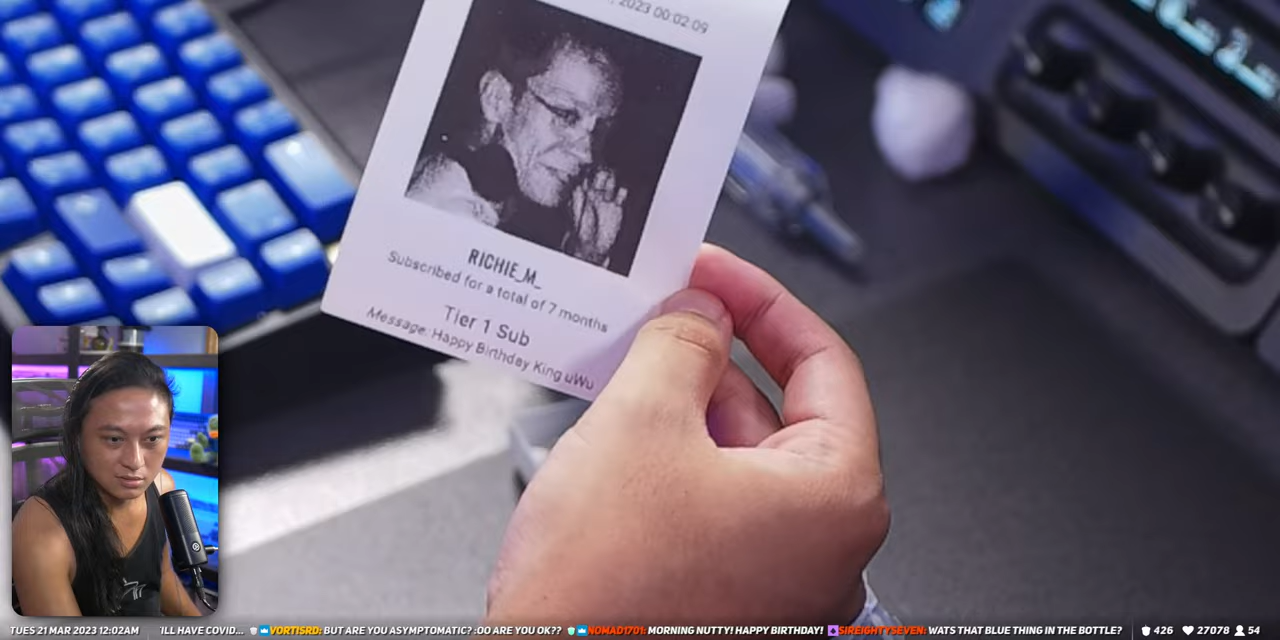 , 2023 00:02:09
RICHIE_M_
Subscribed for a total of 7 months
Tier 1 Sub
Message: Happy Birthday King uWu
TUES 21 MAR 2023 12:02AM 'ILL HAVE COVID... VORTISRD: BUT ARE YOU ASYMPTOMATIC? :OO ARE YOU OK?? NOMAD1701: MORNING NUTTY! HAPPY BIRTHDAY! SIREIGHTYSEVEN: WATS THAT BLUE THING IN THE BOTTLE? 426 27078 54